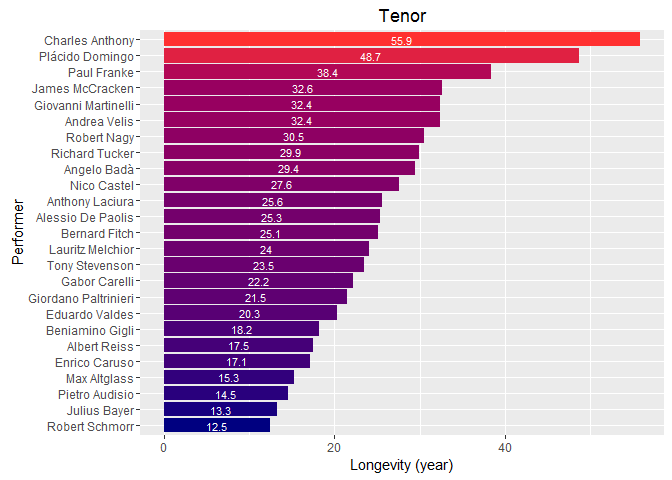 Tenor
Performer
Charles Anthony 55.9
Plácido Domingo 48.7
Paul Franke 38.4
James McCracken 32.6
Giovanni Martinelli 32.4
Andrea Velis 32.4
Robert Nagy 30.5
Richard Tucker 29.9
Angelo Badà 29.4
Nico Castel 27.6
Anthony Laciura 25.6
Alessio De Paolis 25.3
Bernard Fitch 25.1
Lauritz Melchior 24
Tony Stevenson 23.5
Gabor Carelli 22.2
Giordano Paltrinieri 21.5
Eduardo Valdes 20.3
Beniamino Gigli 18.2
Albert Reiss 17.5
Enrico Caruso 17.1
Max Altglass 15.3
Pietro Audisio 14.5
Julius Bayer 13.3
Robert Schmorr 12.5
0 20 40
Longevity (year)